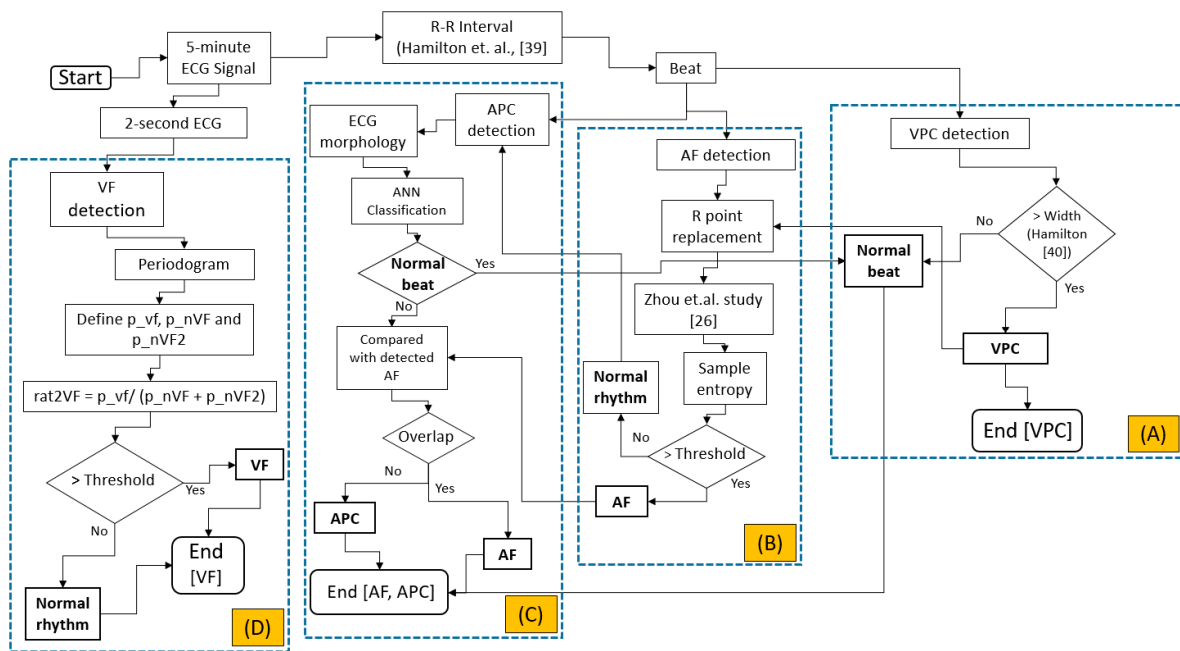 Start
5-minute
ECG Signal
R-R Interval
(Hamilton et. al., [39]
Beat
2-second ECG
VF
detection
Periodogram
Define p_vf, p_nVF and
p_nVF2
rat2VF = p_vf/ (p_nVF + p_nVF2)
> Threshold
Yes
No
VF
End
[VF]
Normal
rhythm
(D)
ECG
morphology
APC
detection
ANN
Classification
Normal
beat
Yes
No
Compared
with detected
AF
Overlap
No
Yes
APC
AF
End [AF, APC]
(C)
AF detection
R point
replacement
Zhou et.al. study
[26]
Sample
entropy
Normal
rhythm
No
> Threshold
Yes
AF
(B)
VPC detection
> Width
(Hamilton
[40])
No
Yes
Normal
beat
VPC
End [VPC]
(A)